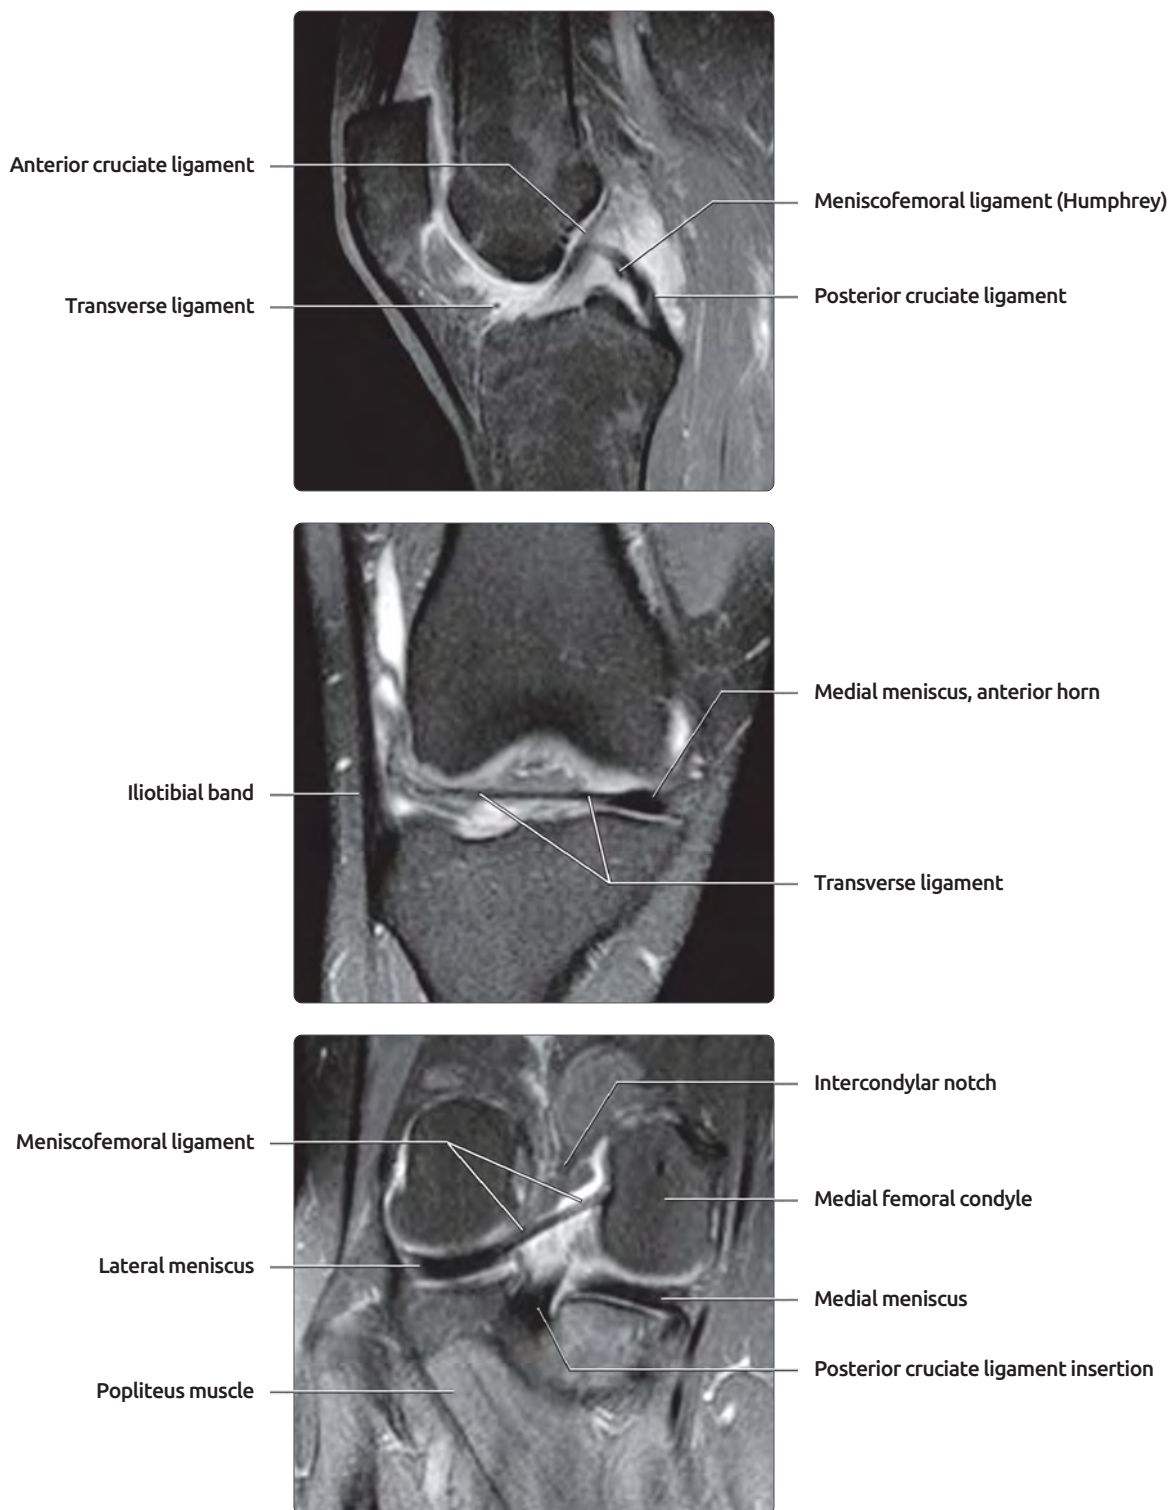 Anterior cruciate ligament
Meniscofemoral ligament (Humphrey)
Transverse ligament
Posterior cruciate ligament
Medial meniscus, anterior horn
Iliotibial band
Transverse ligament
Intercondylar notch
Meniscofemoral ligament
Medial femoral condyle
Lateral meniscus
Medial meniscus
Posterior cruciate ligament insertion
Popliteus muscle